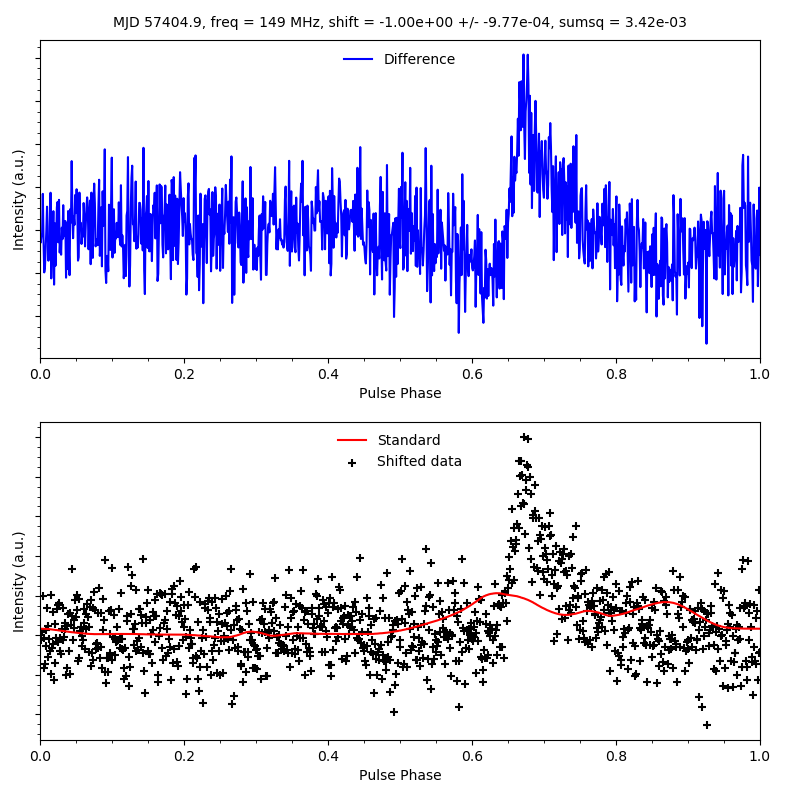 MJD 57404.9, freq = 149 MHz, shift = -1.00e+00 +/- -9.77e-04, sumsq = 3.42e-03
Difference
Intensity (a.u.)
0.0 0.2 0.4 0.6 0.8 1.0
Pulse Phase
Standard
Shifted data
Intensity (a.u.)
0.0 0.2 0.4 0.6 0.8 1.0
Pulse Phase